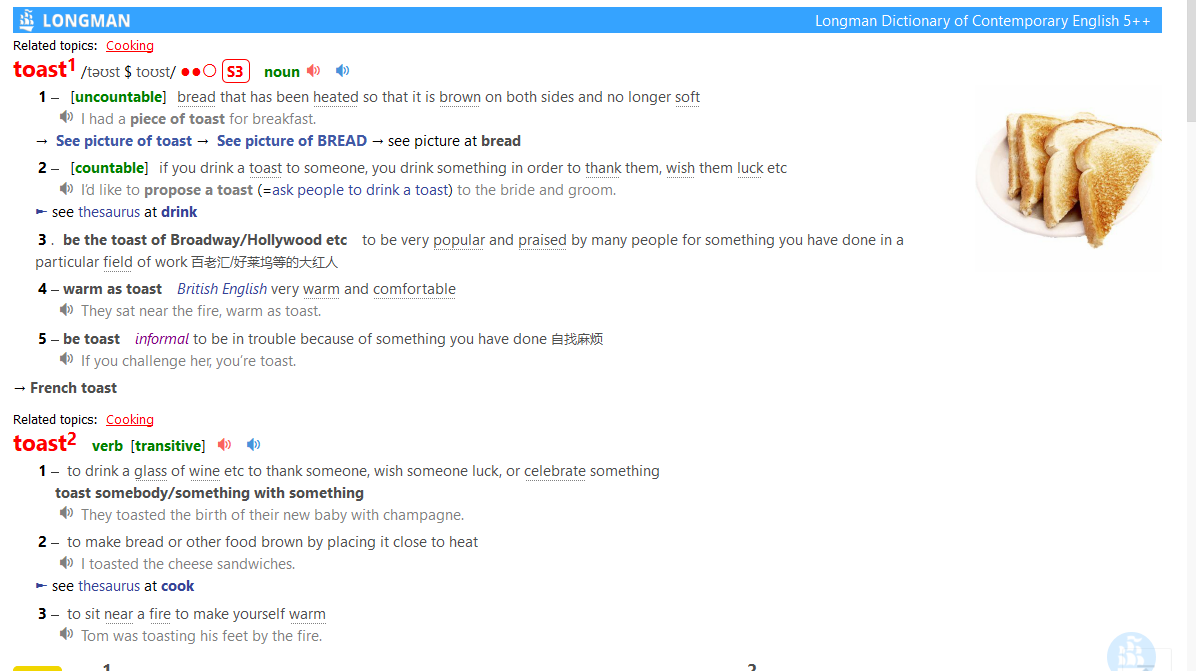 LONGMAN Longman Dictionary of Contemporary English 5++
Related topics: Cooking
toast1 /təʊst $ toʊst/ ●●○ S3 noun
1 – [uncountable] bread that has been heated so that it is brown on both sides and no longer soft
I had a piece of toast for breakfast.
→ See picture of toast → See picture of BREAD → see picture at bread
2 – [countable] if you drink a toast to someone, you drink something in order to thank them, wish them luck etc
I'd like to propose a toast (=ask people to drink a toast) to the bride and groom.
► see thesaurus at drink
3 . be the toast of Broadway/Hollywood etc to be very popular and praised by many people for something you have done in a
particular field of work 百老汇/好莱坞等的大红人
4 – warm as toast British English very warm and comfortable
They sat near the fire, warm as toast.
5 – be toast informal to be in trouble because of something you have done 自找麻烦
If you challenge her, you’re toast.
→ French toast
Related topics: Cooking
toast2 verb [transitive]
1 – to drink a glass of wine etc to thank someone, wish someone luck, or celebrate something
toast somebody/something with something
They toasted the birth of their new baby with champagne.
2 – to make bread or other food brown by placing it close to heat
I toasted the cheese sandwiches.
► see thesaurus at cook
3 – to sit near a fire to make yourself warm
Tom was toasting his feet by the fire.